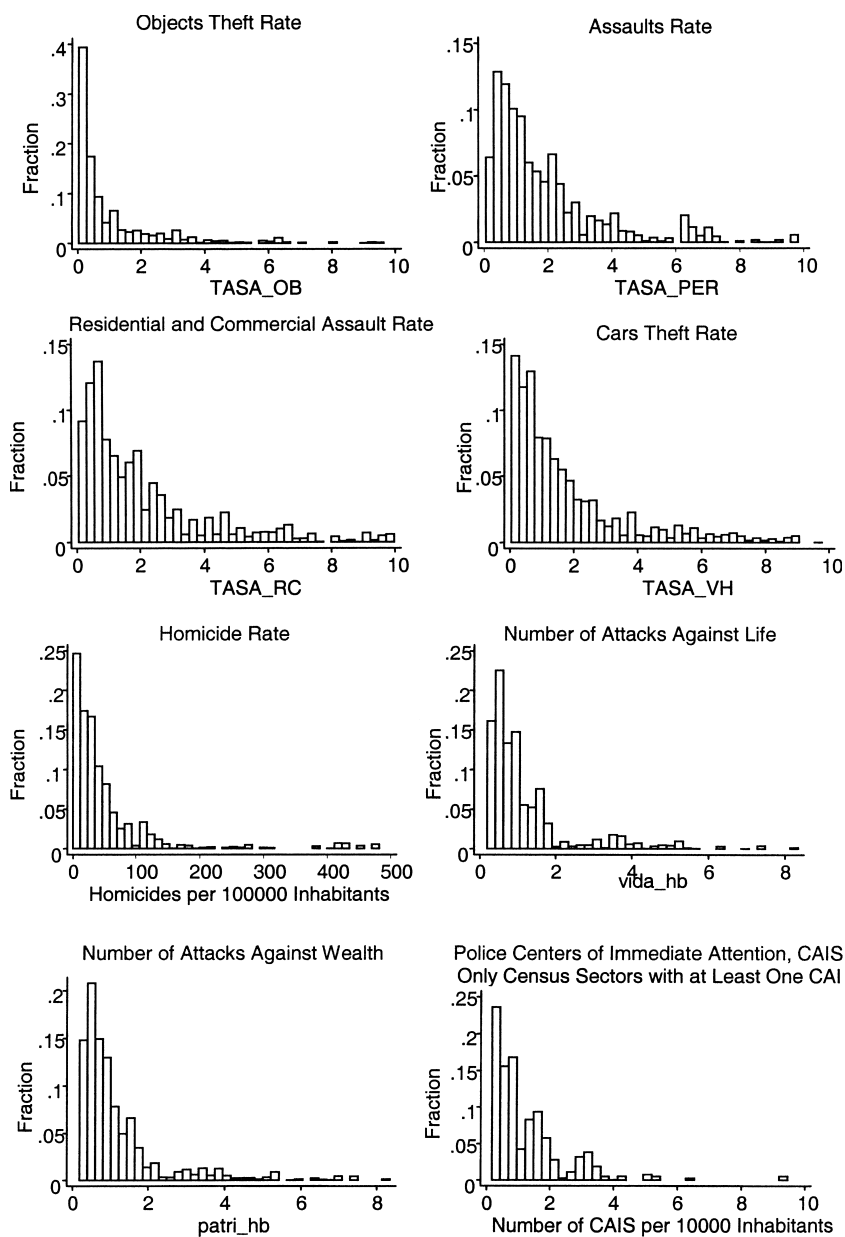 Objects Theft Rate
.4
.3
.2
.1
0
Fraction
0 2 4 6 8 10
TASA_OB
Assaults Rate
.15
.1
.05
0
Fraction
0 2 4 6 8 10
TASA_PER
Residential and Commercial Assault Rate
.15
.1
.05
0
Fraction
0 2 4 6 8 10
TASA_RC
Cars Theft Rate
.15
.1
.05
0
Fraction
0 2 4 6 8 10
TASA_VH
Homicide Rate
.25
.2
.15
.1
.05
0
Fraction
0 100 200 300 400 500
Homicides per 100000 Inhabitants
Number of Attacks Against Life
.25
.2
.15
.1
.05
0
Fraction
0 2 4 6 8
vida_hb
Number of Attacks Against Wealth
.2
.15
.1
.05
0
Fraction
0 2 4 6 8
patri_hb
Police Centers of Immediate Attention, CAIS
Only Census Sectors with at Least One CAI
.25
.2
.15
.1
.05
0
Fraction
0 2 4 6 8 10
Number of CAIS per 10000 Inhabitants